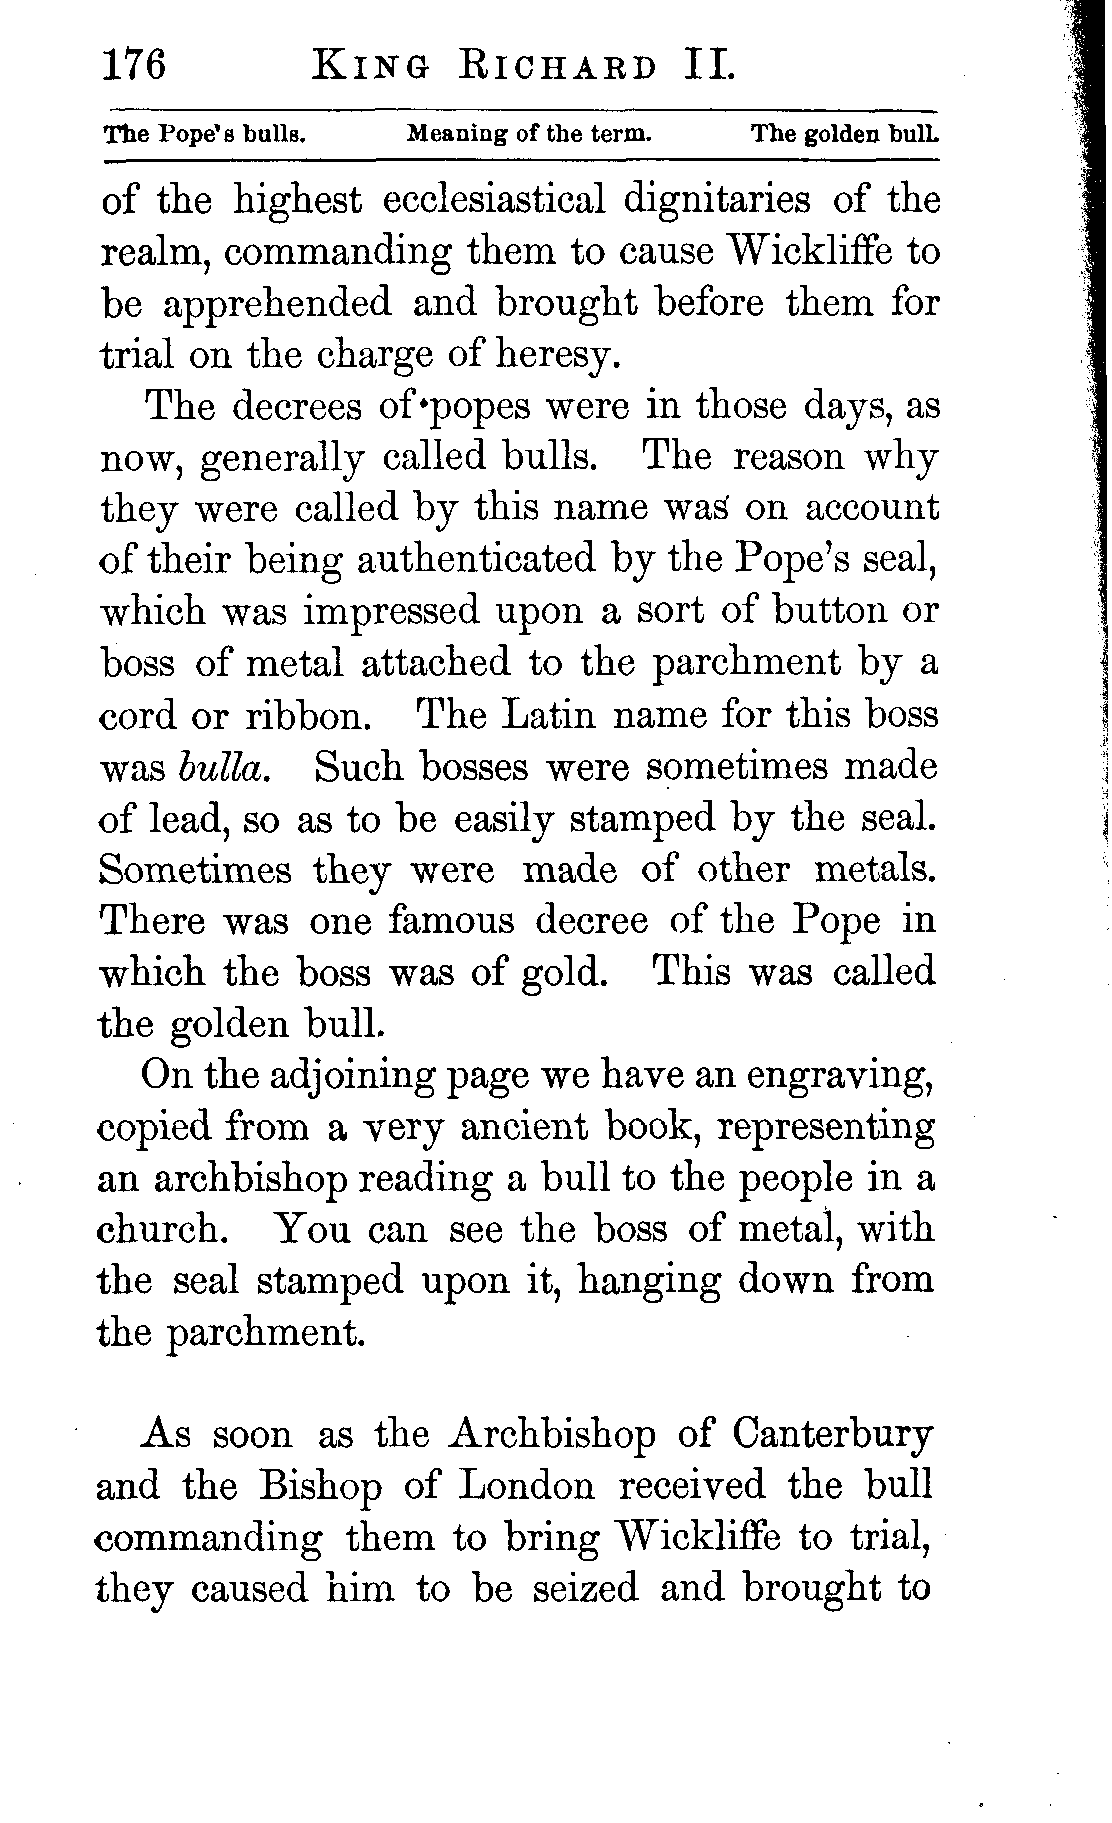 176 KING RICHARD II.
The Pope's bulls. Meaning of the term. The golden bull.
of the highest ecclesiastical dignitaries of the
realm, commanding them to cause Wickliffe to
be apprehended and brought before them for
trial on the charge of heresy.
The decrees of popes were in those days, as
now, generally called bulls. The reason why
they were called by this name was on account
of their being authenticated by the Pope's seal,
which was impressed upon a sort of button or
boss of metal attached to the parchment by a
cord or ribbon. The Latin name for this boss
was bulla. Such bosses were sometimes made
of lead, so as to be easily stamped by the seal.
Sometimes they were made of other metals.
There was one famous decree of the Pope in
which the boss was of gold. This was called
the golden bull.
On the adjoining page we have an engraving,
copied from a very ancient book, representing
an archbishop reading a bull to the people in a
church. You can see the boss of metal, with
the seal stamped upon it, hanging down from
the parchment.
As soon as the Archbishop of Canterbury
and the Bishop of London received the bull
commanding them to bring Wickliffe to trial,
they caused him to be seized and brought to